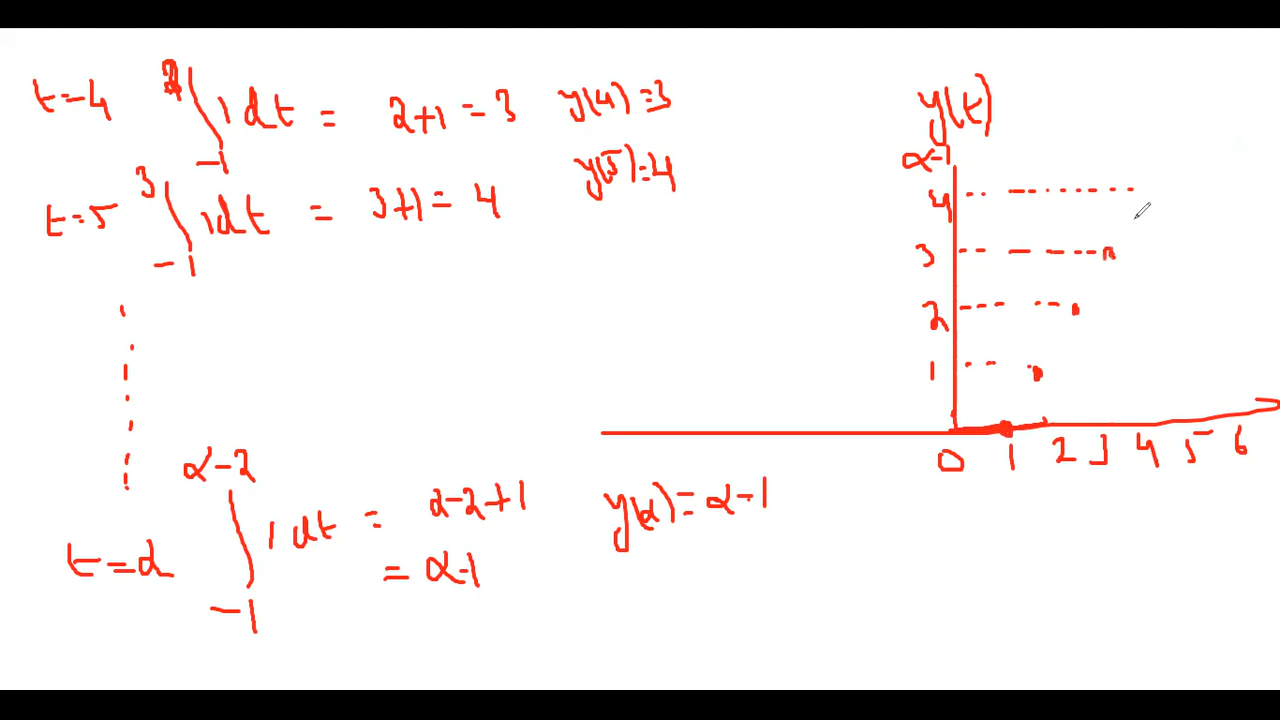 t=4 ∫_{-1}^{2} 1 dt = 2+1 = 3 y(4) = 3
t=5 ∫_{-1}^{3} 1 dt = 3+1 = 4 y(5) = 4
t=α ∫_{-1}^{α-2} 1 dt = α-2+1
= α-1
y(α) = α-1
y(t)
α-1
4
3
2
1
0 1 2 3 4 5 6